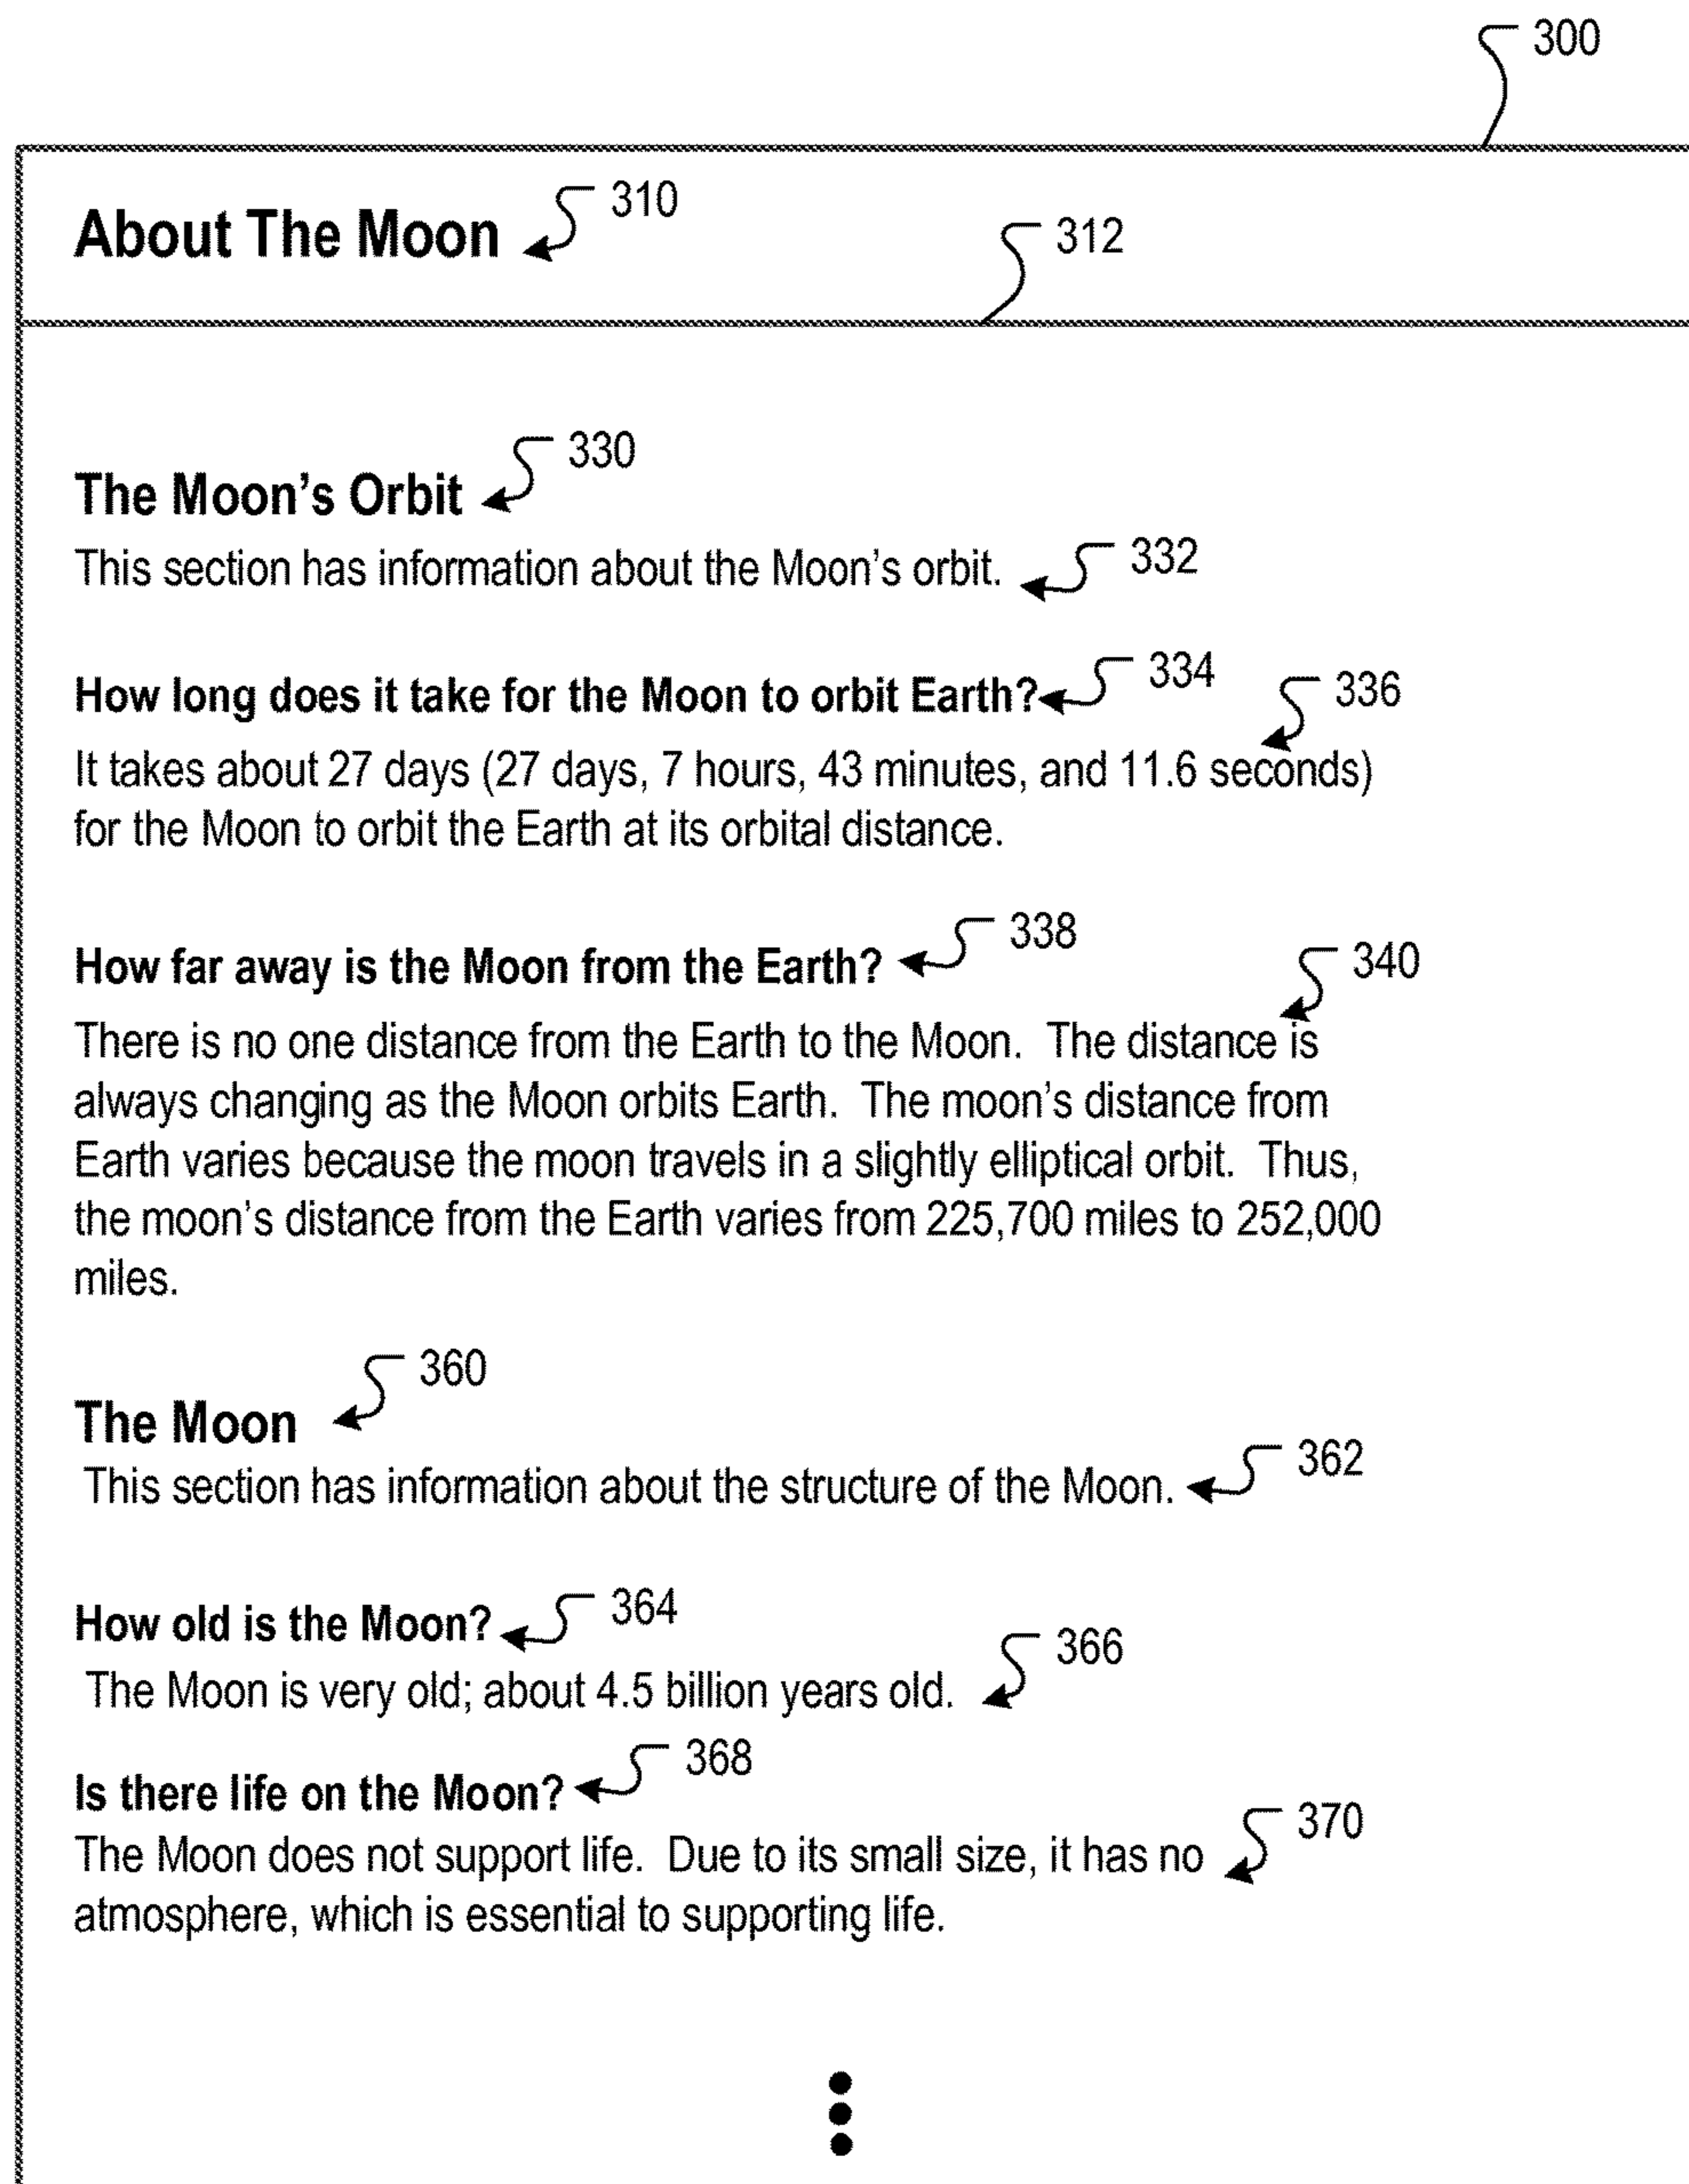 300
About The Moon 310
312
The Moon's Orbit 330
This section has information about the Moon's orbit. 332
How long does it take for the Moon to orbit Earth? 334
336
It takes about 27 days (27 days, 7 hours, 43 minutes, and 11.6 seconds)
for the Moon to orbit the Earth at its orbital distance.
How far away is the Moon from the Earth? 338
340
There is no one distance from the Earth to the Moon. The distance is
always changing as the Moon orbits Earth. The moon's distance from
Earth varies because the moon travels in a slightly elliptical orbit. Thus,
the moon's distance from the Earth varies from 225,700 miles to 252,000
miles.
The Moon 360
This section has information about the structure of the Moon. 362
How old is the Moon? 364
The Moon is very old; about 4.5 billion years old. 366
Is there life on the Moon? 368
The Moon does not support life. Due to its small size, it has no 370
atmosphere, which is essential to supporting life.